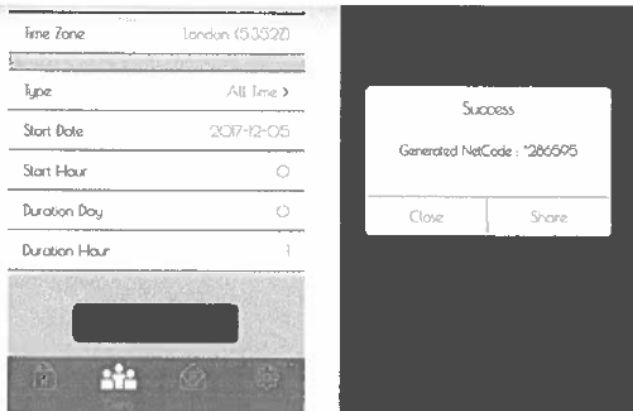 Time Zone London (53528)
Type All Time >
Start Date 2017-12-05
Start Hour 0
Duration Day 0
Duration Hour 1
Success
Generated NetCode : *286595
Close Share